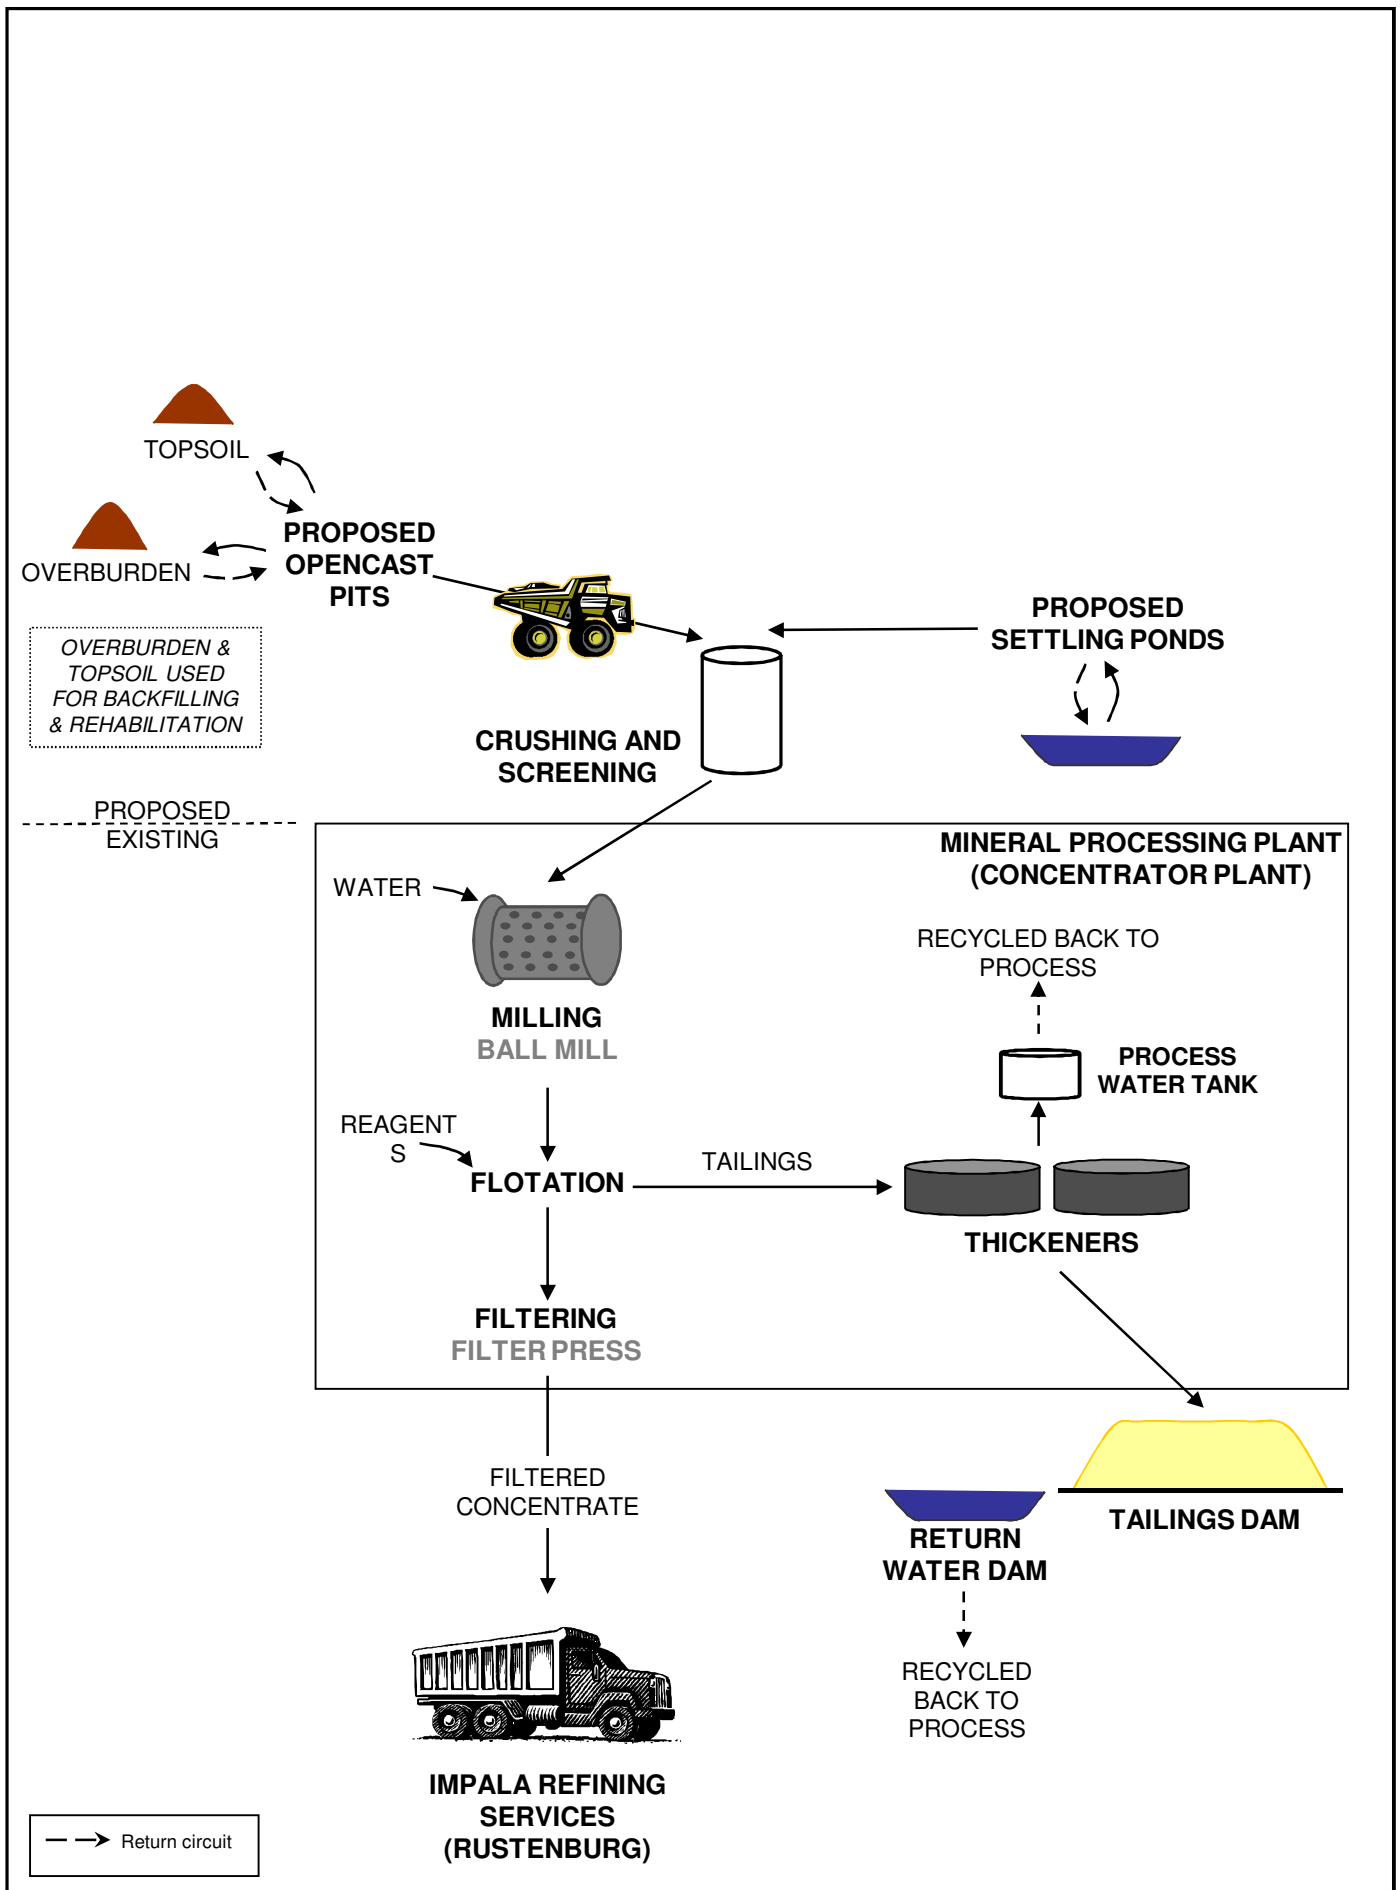 TOPSOIL
PROPOSED
OPENCAST
PITS
OVERBURDEN
OVERBURDEN &
TOPSOIL USED
FOR BACKFILLING
& REHABILITATION
PROPOSED
SETTLING PONDS
CRUSHING AND
SCREENING
PROPOSED
EXISTING
MINERAL PROCESSING PLANT
(CONCENTRATOR PLANT)
WATER
RECYCLED BACK TO
PROCESS
MILLING
BALL MILL
PROCESS
WATER TANK
REAGENT
S
FLOTATION
TAILINGS
THICKENERS
FILTERING
FILTER PRESS
FILTERED
CONCENTRATE
TAILINGS DAM
RETURN
WATER DAM
RECYCLED
BACK TO
PROCESS
IMPALA REFINING
SERVICES
(RUSTENBURG)
Return circuit